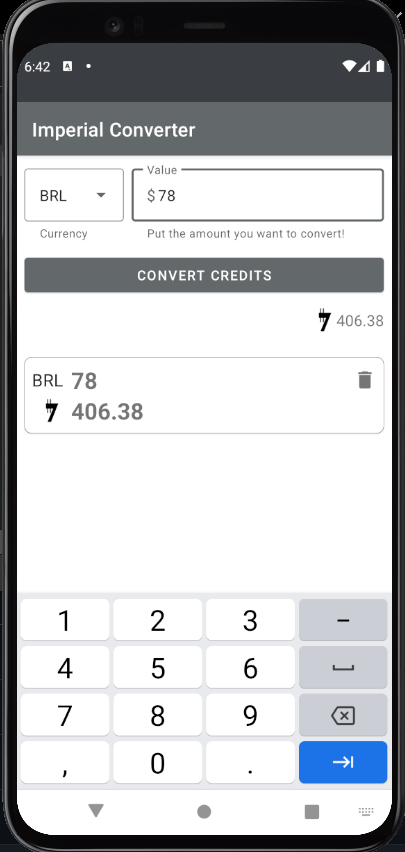 6:42 A
Imperial Converter
Value
BRL $ 78
Currency Put the amount you want to convert!
CONVERT CREDITS
406.38
BRL 78
406.38
1 2 3 –
4 5 6
7 8 9
, 0 .